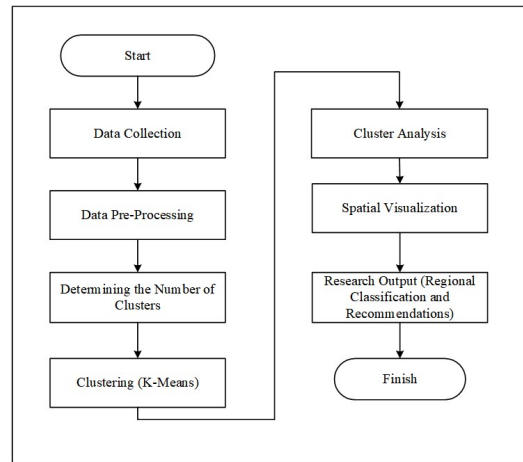 Start
Data Collection
Data Pre-Processing
Determining the Number of
Clusters
Clustering (K-Means)
Cluster Analysis
Spatial Visualization
Research Output (Regional
Classification and
Recommendations)
Finish